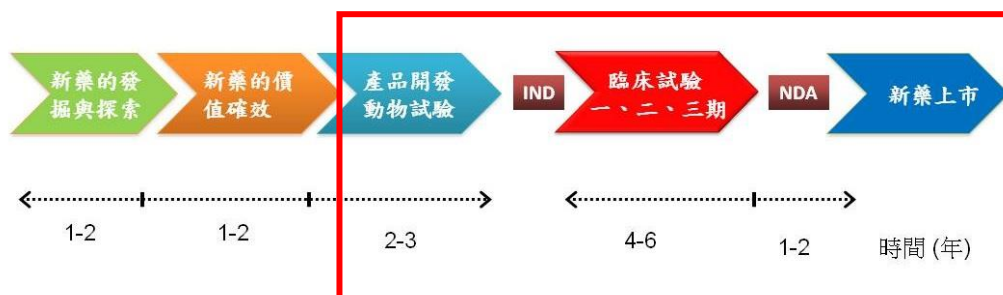 新藥的發
掘與探索
新藥的價
值確效
產品開發
動物試驗
IND
臨床試驗
一、二、三期
NDA
新藥上市
1-2
1-2
2-3
4-6
1-2
時間 (年)